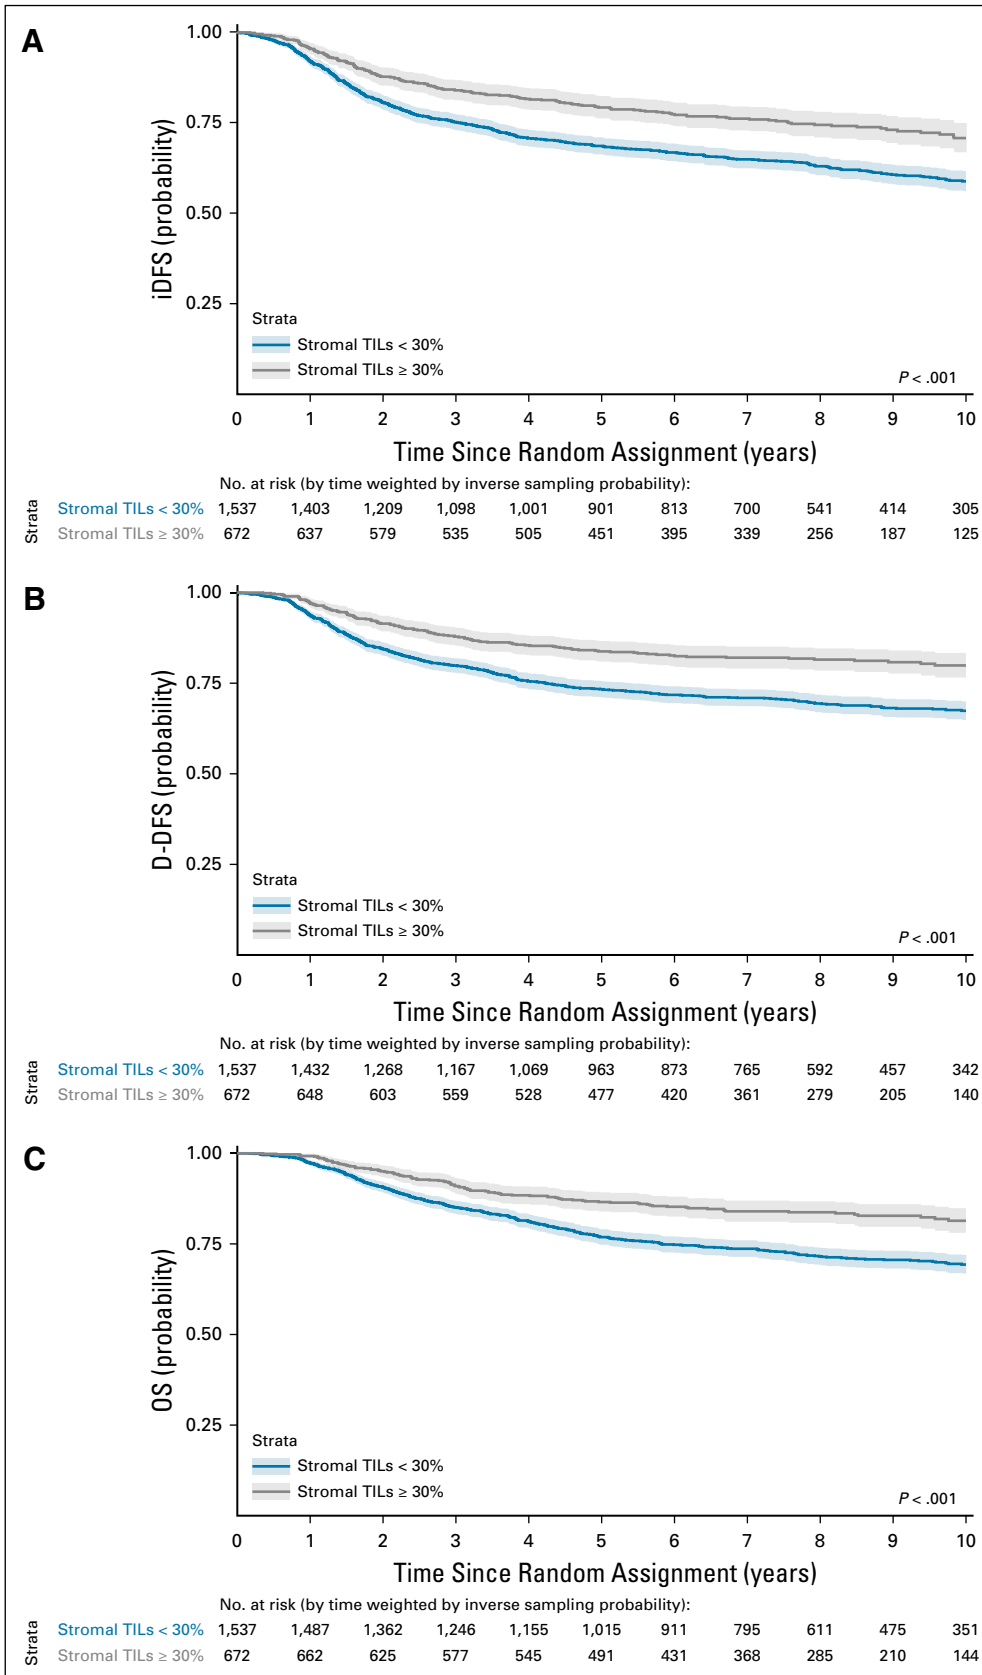 A
1.00
0.75
0.50
0.25
iDFS (probability)
Strata
Stromal TILs < 30%
Stromal TILs ≥ 30%
P < .001
0 1 2 3 4 5 6 7 8 9 10
Time Since Random Assignment (years)
No. at risk (by time weighted by inverse sampling probability):
Strata
Stromal TILs < 30% 1,537 1,403 1,209 1,098 1,001 901 813 700 541 414 305
Stromal TILs ≥ 30% 672 637 579 535 505 451 395 339 256 187 125
B
1.00
0.75
0.50
0.25
D-DFS (probability)
Strata
Stromal TILs < 30%
Stromal TILs ≥ 30%
P < .001
0 1 2 3 4 5 6 7 8 9 10
Time Since Random Assignment (years)
No. at risk (by time weighted by inverse sampling probability):
Strata
Stromal TILs < 30% 1,537 1,432 1,268 1,167 1,069 963 873 765 592 457 342
Stromal TILs ≥ 30% 672 648 603 559 528 477 420 361 279 205 140
C
1.00
0.75
0.50
0.25
OS (probability)
Strata
Stromal TILs < 30%
Stromal TILs ≥ 30%
P < .001
0 1 2 3 4 5 6 7 8 9 10
Time Since Random Assignment (years)
No. at risk (by time weighted by inverse sampling probability):
Strata
Stromal TILs < 30% 1,537 1,487 1,362 1,246 1,155 1,015 911 795 611 475 351
Stromal TILs ≥ 30% 672 662 625 577 545 491 431 368 285 210 144